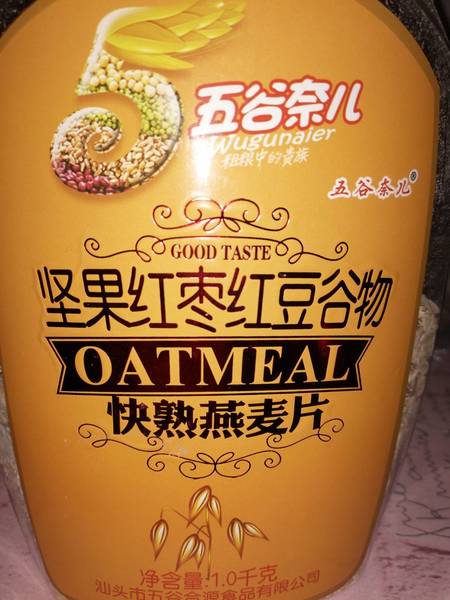 五谷奈儿
Wugunaier
粗粮中的贵族
五谷奈儿®
GOOD TASTE
坚果红枣红豆谷物
OATMEAL
快熟燕麦片
净含量:1.0千克
汕头市五谷合源食品有限公司